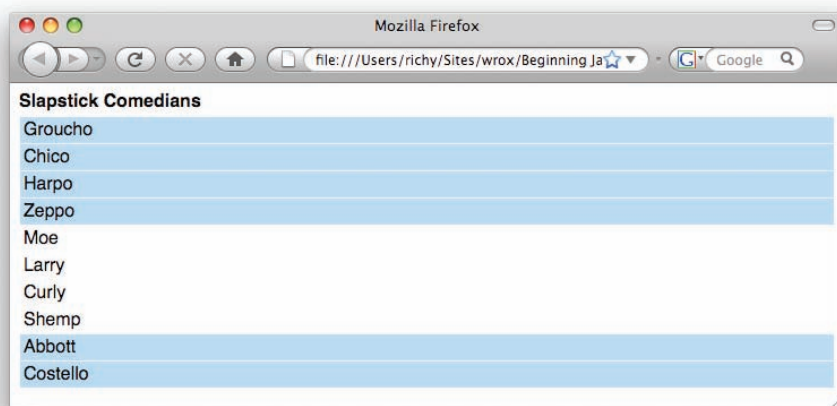 Mozilla Firefox
file:///Users/richy/Sites/wrox/Beginning Ja
G Google
Slapstick Comedians
Groucho
Chico
Harpo
Zeppo
Moe
Larry
Curly
Shemp
Abbott
Costello